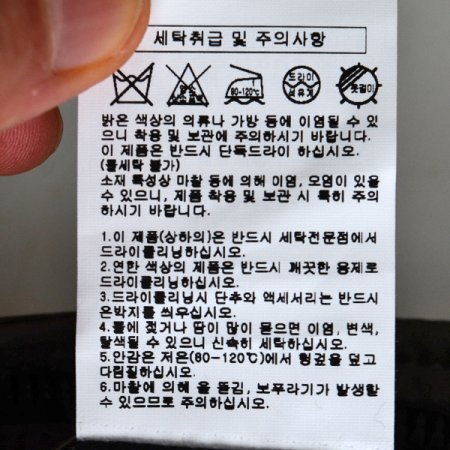 세탁취급 및 주의사항
80-120℃
드라이
석유계
옷걸이
밝은 색상의 의류나 가방 등에 이염될 수 있
으니 착용 및 보관에 주의하시기 바랍니다.
이 제품은 반드시 단독드라이 하십시오.
(물세탁 불가)
소재 특성상 마찰 등에 의해 이염, 오염이 있을
수 있으니, 제품 착용 및 보관 시 특히 주의
하시기 바랍니다.
1.이 제품(상하의)은 반드시 세탁전문점에서
드라이클리닝하십시오.
2.연한 색상의 제품은 반드시 깨끗한 용제로
드라이클리닝하십시오.
3.드라이클리닝시 단추와 액세서리는 반드시
은박지를 씌우십시오.
4.물에 젖거나 땀이 많이 묻으면 이염, 변색,
탈색될 수 있으니 신속히 세탁하십시오.
5.안감은 저온(80-120℃)에서 헝겊을 덮고
다림질하십시오.
6.마찰에 의해 올 뜯김, 보푸라기가 발생할
수 있으므로 주의하십시오.